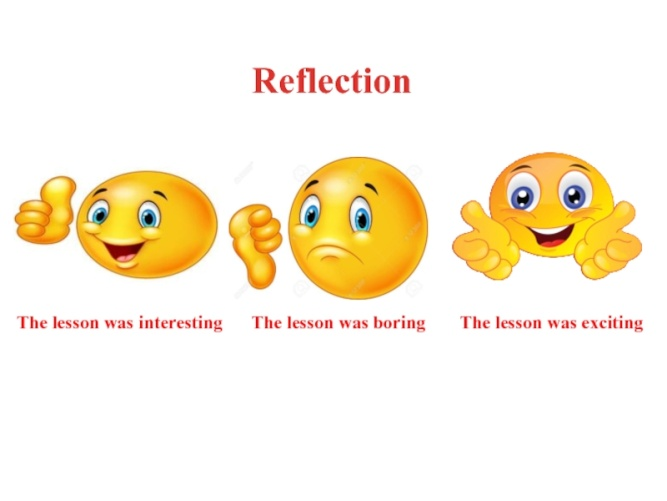 Reflection
The lesson was interesting
The lesson was boring
The lesson was exciting